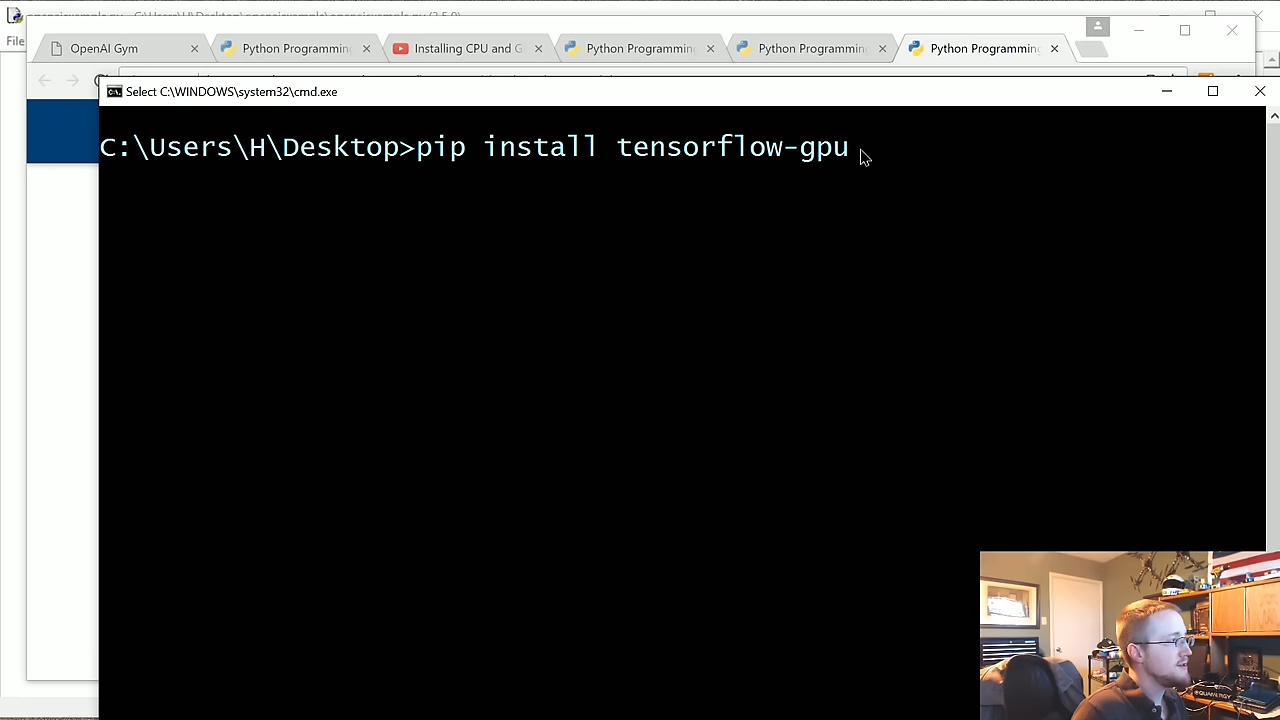 File
OpenAI Gym
Python Programming
Installing CPU and G
Python Programmin
Python Programmin
Python Programmin
Select C:\WINDOWS\system32\cmd.exe
C:\Users\H\Desktop>pip install tensorflow-gpu